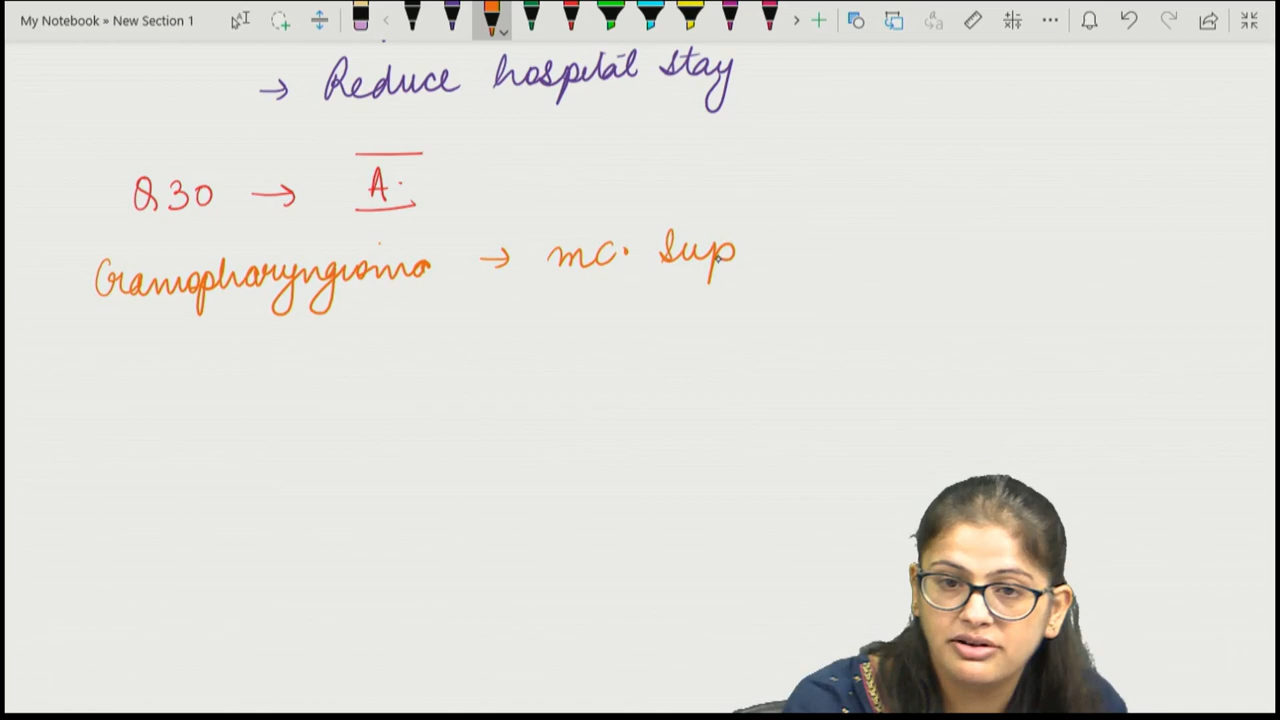 My Notebook » New Section 1
→ Reduce hospital stay
Q30 → A.
Craniopharyngioma → mc. Sup